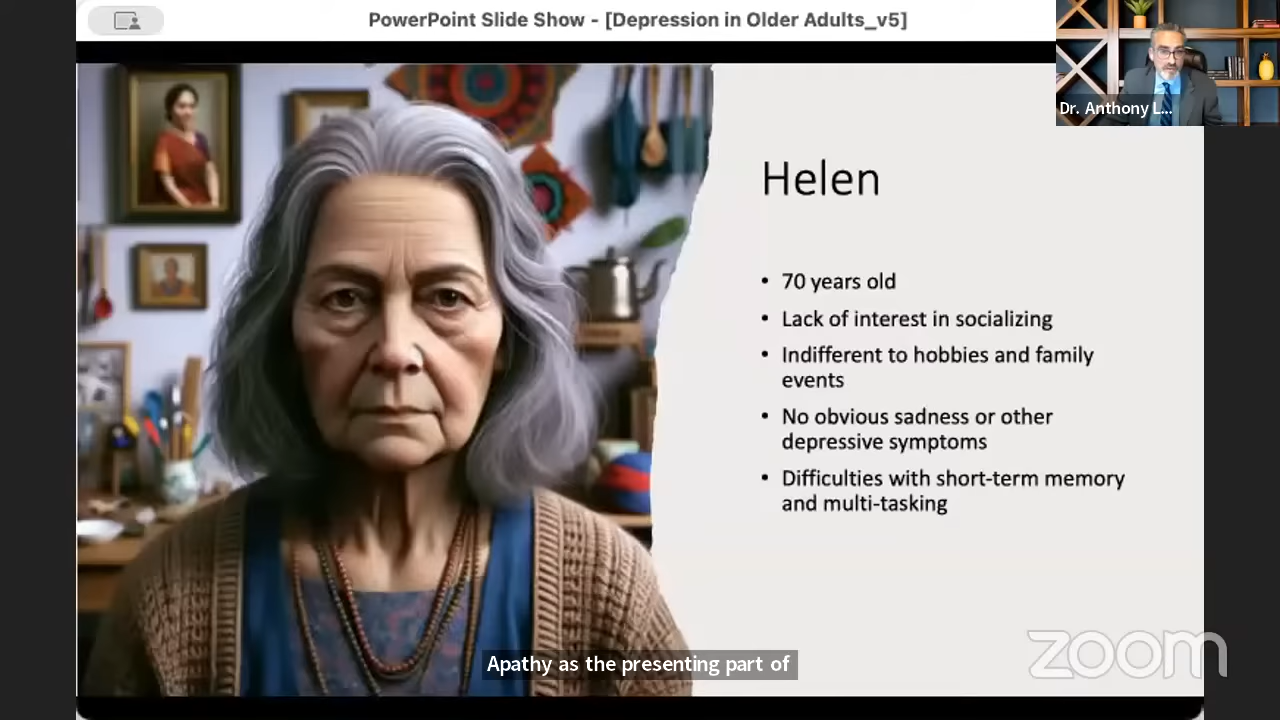 PowerPoint Slide Show - [Depression in Older Adults_v5]
Dr. Anthony L...
Helen
• 70 years old
• Lack of interest in socializing
• Indifferent to hobbies and family
events
• No obvious sadness or other
depressive symptoms
• Difficulties with short-term memory
and multi-tasking
Apathy as the presenting part of
zoom